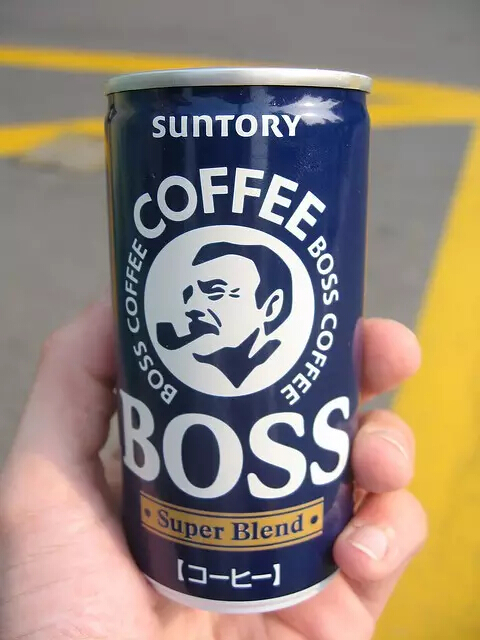 SUNTORY
COFFEE
BOSS COFFEE
BOSS COFFEE
BOSS
• Super Blend •
【コーヒー】